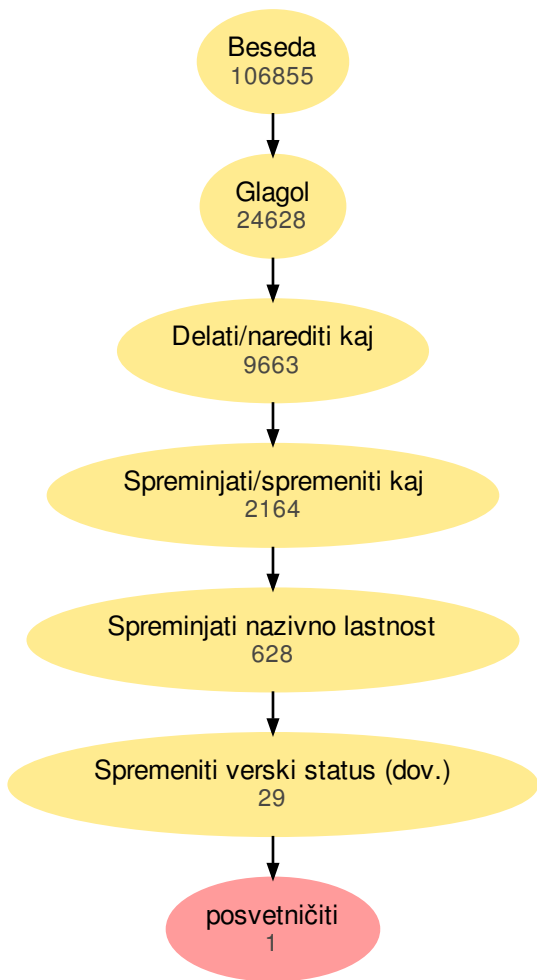 Beseda
106855
Glagol
24628
Delati/narediti kaj
9663
Spreminjati/spremeniti kaj
2164
Spreminjati nazivno lastnost
628
Spremeniti verski status (dov.)
29
posvetničiti
1